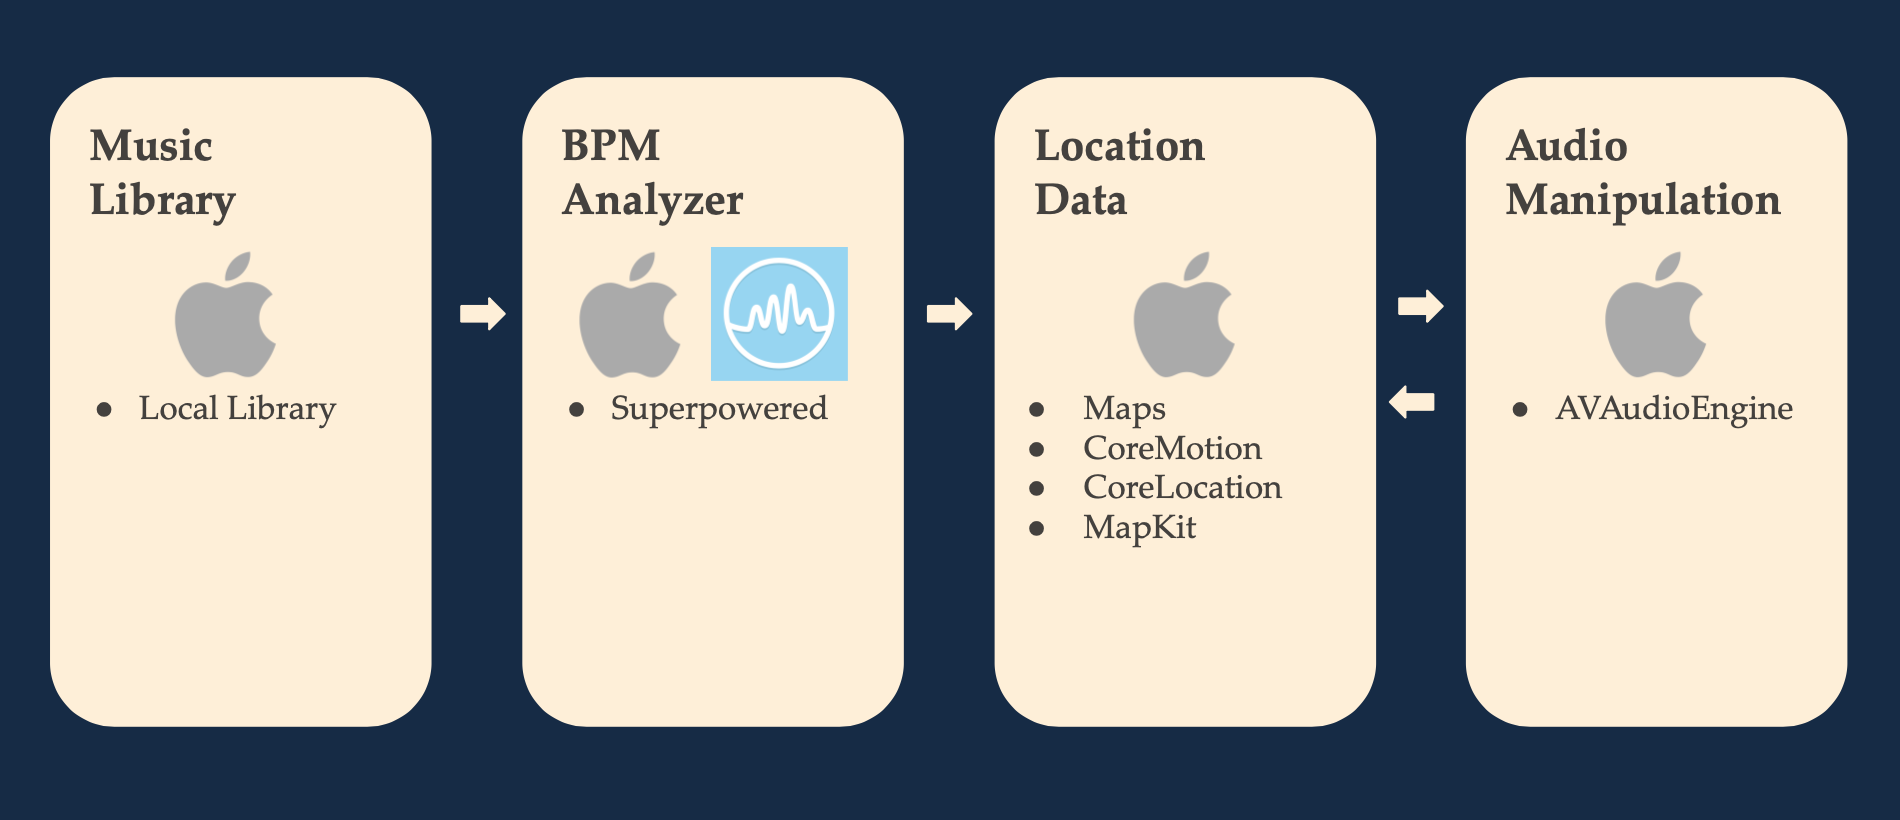 Music
Library
● Local Library
BPM
Analyzer
● Superpowered
Location
Data
● Maps
● CoreMotion
● CoreLocation
● MapKit
Audio
Manipulation
● AVAudioEngine